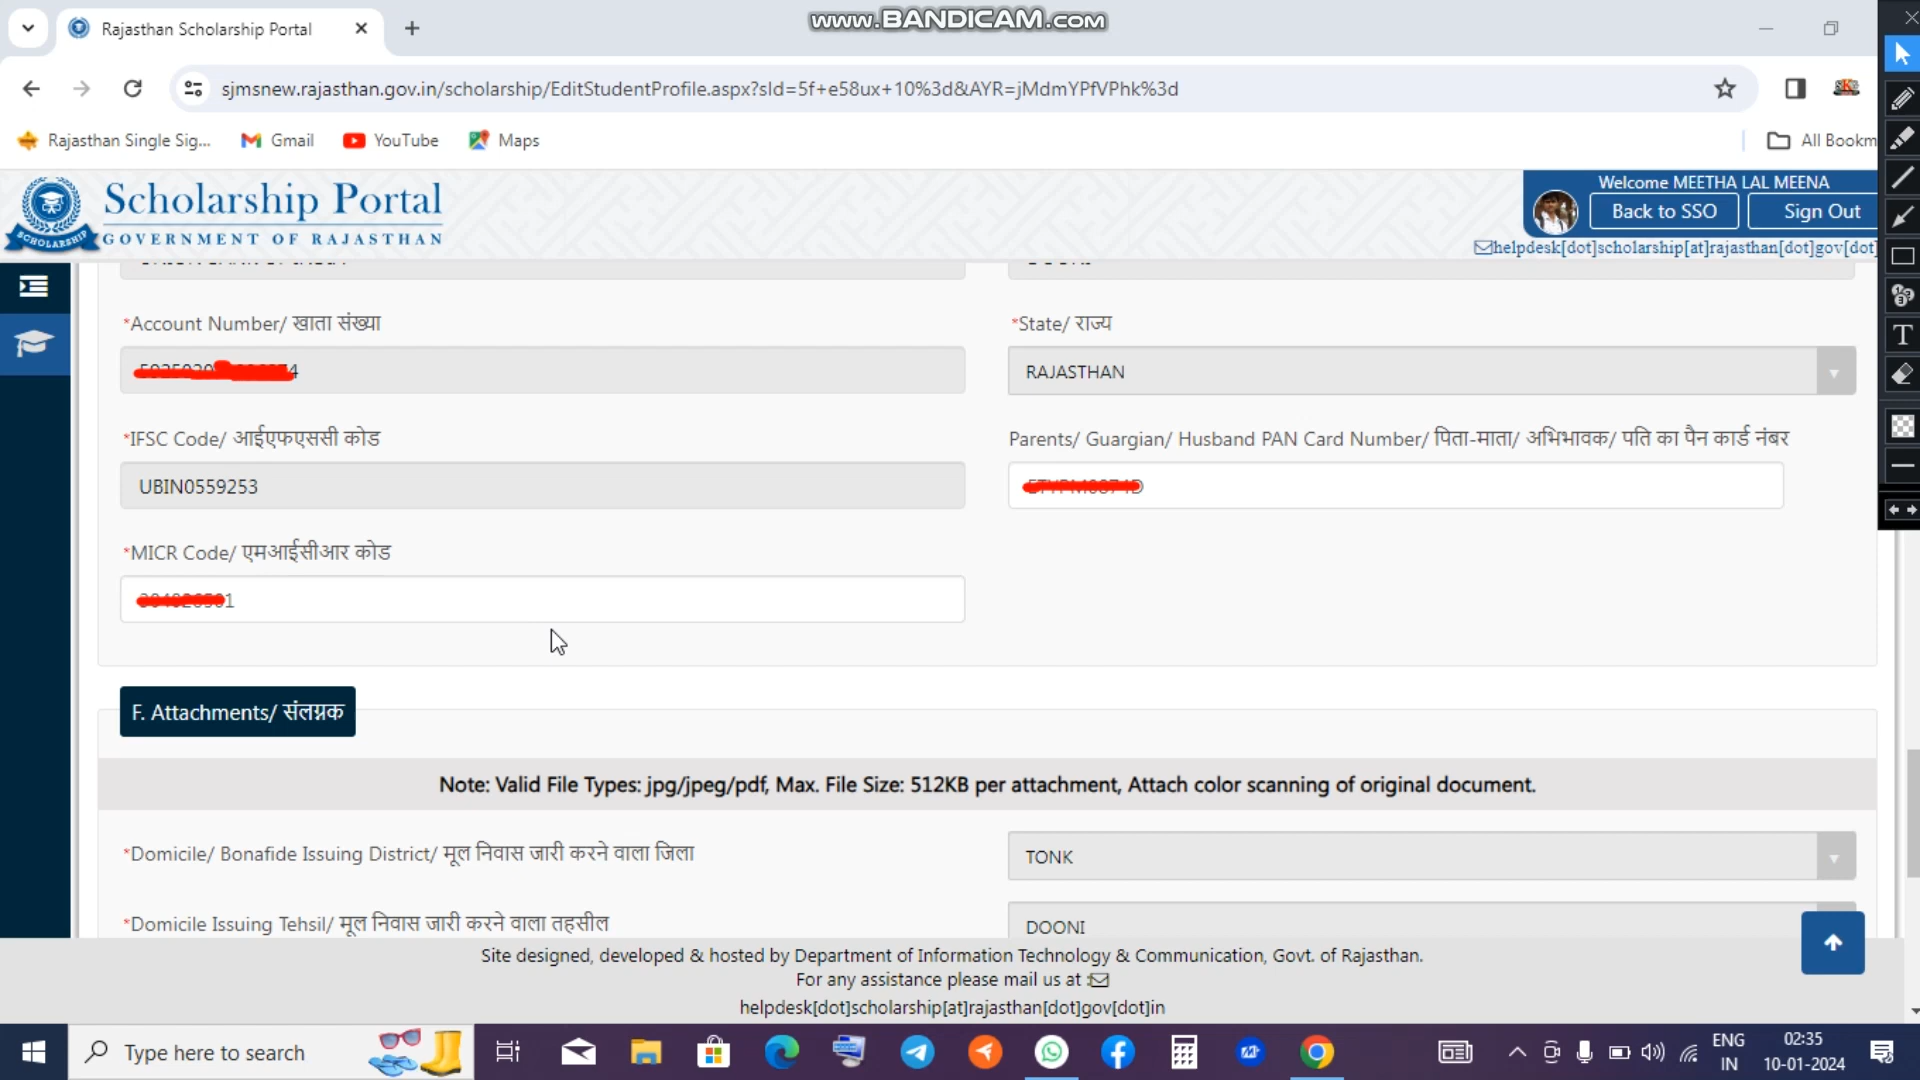 www.BANDICAM.com
Rajasthan Scholarship Portal
sjmsnew.rajasthan.gov.in/scholarship/EditStudentProfile.aspx?sId=5f+e58ux+10%3d&AYR=jMdmYPfVPhk%3d
Rajasthan Single Sig... Gmail YouTube Maps All Bookm
Scholarship Portal
GOVERNMENT OF RAJASTHAN
SCHOLARSHIP
Welcome MEETHA LAL MEENA
Back to SSO Sign Out
helpdesk[dot]scholarship[at]rajasthan[dot]gov[dot]
*Account Number/ खाता संख्या *State/ राज्य
RAJASTHAN
*IFSC Code/ आईएफएससी कोड Parents/ Guargian/ Husband PAN Card Number/ पिता-माता/ अभिभावक/ पति का पैन कार्ड नंबर
UBIN0559253
*MICR Code/ एमआईसीआर कोड
F. Attachments/ संलग्नक
Note: Valid File Types: jpg/jpeg/pdf, Max. File Size: 512KB per attachment, Attach color scanning of original document.
*Domicile/ Bonafide Issuing District/ मूल निवास जारी करने वाला जिला TONK
*Domicile Issuing Tehsil/ मूल निवास जारी करने वाला तहसील DOONI
Site designed, developed & hosted by Department of Information Technology & Communication, Govt. of Rajasthan.
For any assistance please mail us at :
helpdesk[dot]scholarship[at]rajasthan[dot]gov[dot]in
Type here to search
ENG
IN
02:35
10-01-2024